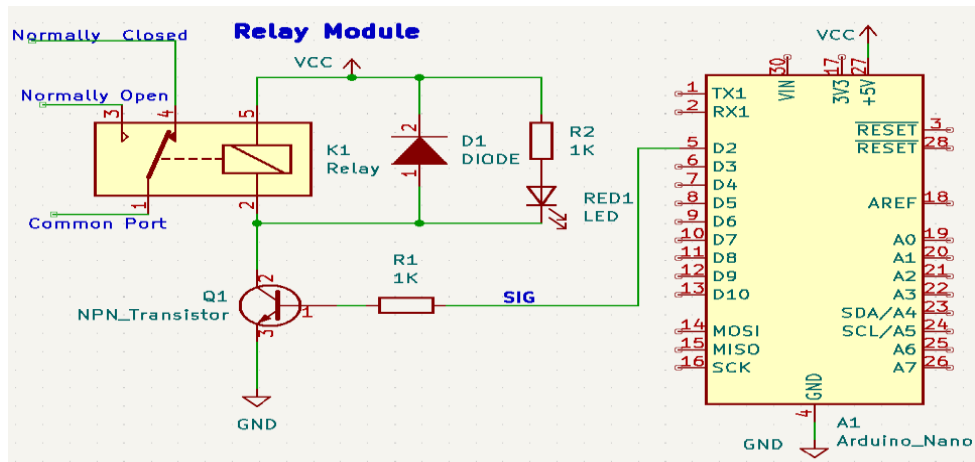 Relay Module
Normally Closed
Normally Open
Common Port
3
4
5
1
2
K1
Relay
VCC
2
1
D1
DIODE
R2
1K
RED1
LED
Q1
NPN_Transistor
2
1
3
GND
R1
1K
SIG
VCC
30
17
27
VIN
3V3
+5V
1 TX1
2 RX1
5 D2
6 D3
7 D4
8 D5
9 D6
10 D7
11 D8
12 D9
13 D10
14 MOSI
15 MISO
16 SCK
RESET 3
RESET 28
AREF 18
A0 19
A1 20
A2 21
A3 22
SDA/A4 23
SCL/A5 24
A6 25
A7 26
GND
4
A1
Arduino_Nano
GND